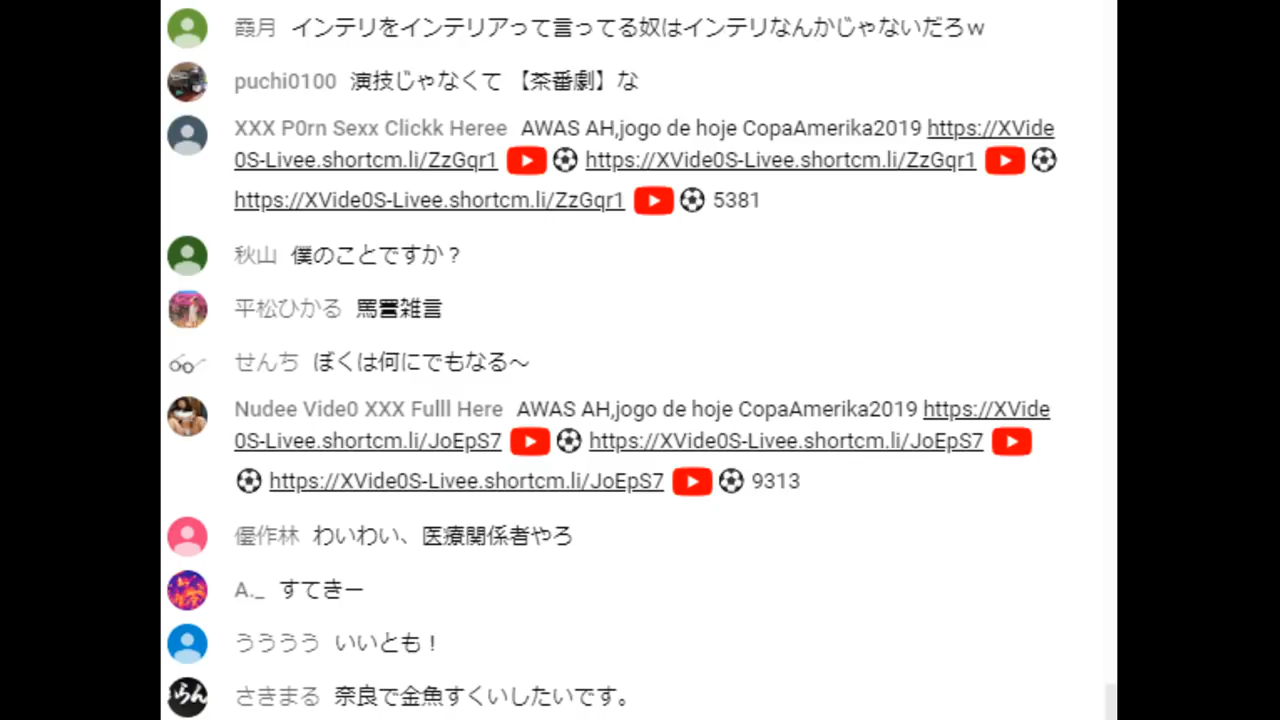 霞月 インテリをインテリアって言ってる奴はインテリなんかじゃないだろｗ
puchi0100 演技じゃなくて 【茶番劇】な
XXX P0rn Sexx Clickk Heree AWAS AH,jogo de hoje CopaAmerika2019 https://XVide
0S-Livee.shortcm.li/ZzGqr1 https://XVide0S-Livee.shortcm.li/ZzGqr1
https://XVide0S-Livee.shortcm.li/ZzGqr1 5381
秋山 僕のことですか？
平松ひかる 罵詈雑言
せんち ぼくは何にでもなる～
Nudee Vide0 XXX Fulll Here AWAS AH,jogo de hoje CopaAmerika2019 https://XVide
0S-Livee.shortcm.li/JoEpS7 https://XVide0S-Livee.shortcm.li/JoEpS7
https://XVide0S-Livee.shortcm.li/JoEpS7 9313
優作林 わいわい、医療関係者やろ
A._ すてきー
うううう いいとも！
らん さきまる 奈良で金魚すくいしたいです。